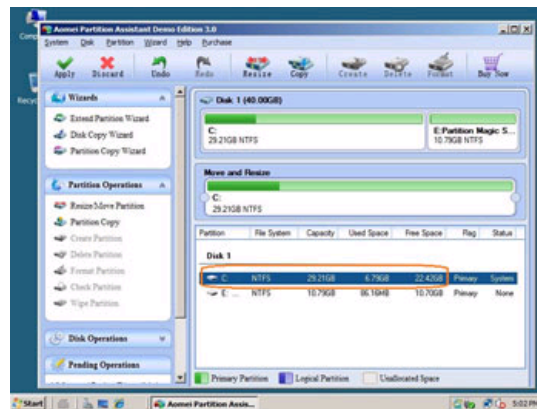 Comp
Recyc
Aomei Partition Assistant Demo Edition 3.0
System Disk Partition Wizard Help Purchase
Apply Discard Undo Redo Resize Copy Create Delete Format Buy Now
Wizards
Extend Partition Wizard
Disk Copy Wizard
Partition Copy Wizard
Partition Operations
Resize/Move Partition
Partition Copy
Create Partition
Delete Partition
Format Partition
Check Partition
Wipe Partition
Disk Operations
Pending Operations
Disk 1 (40.00GB)
C:
29.21GB NTFS
E:Partition Magic S...
10.79GB NTFS
Move and Resize
C:
29.21GB NTFS
Partition File System Capacity Used Space Free Space Flag Status
Disk 1
C: NTFS 29.21GB 6.79GB 22.42GB Primary System
E: ... NTFS 10.79GB 86.16MB 10.70GB Primary None
Primary Partition Logical Partition Unallocated Space
Start Aomei Partition Assis... 5:02 PM